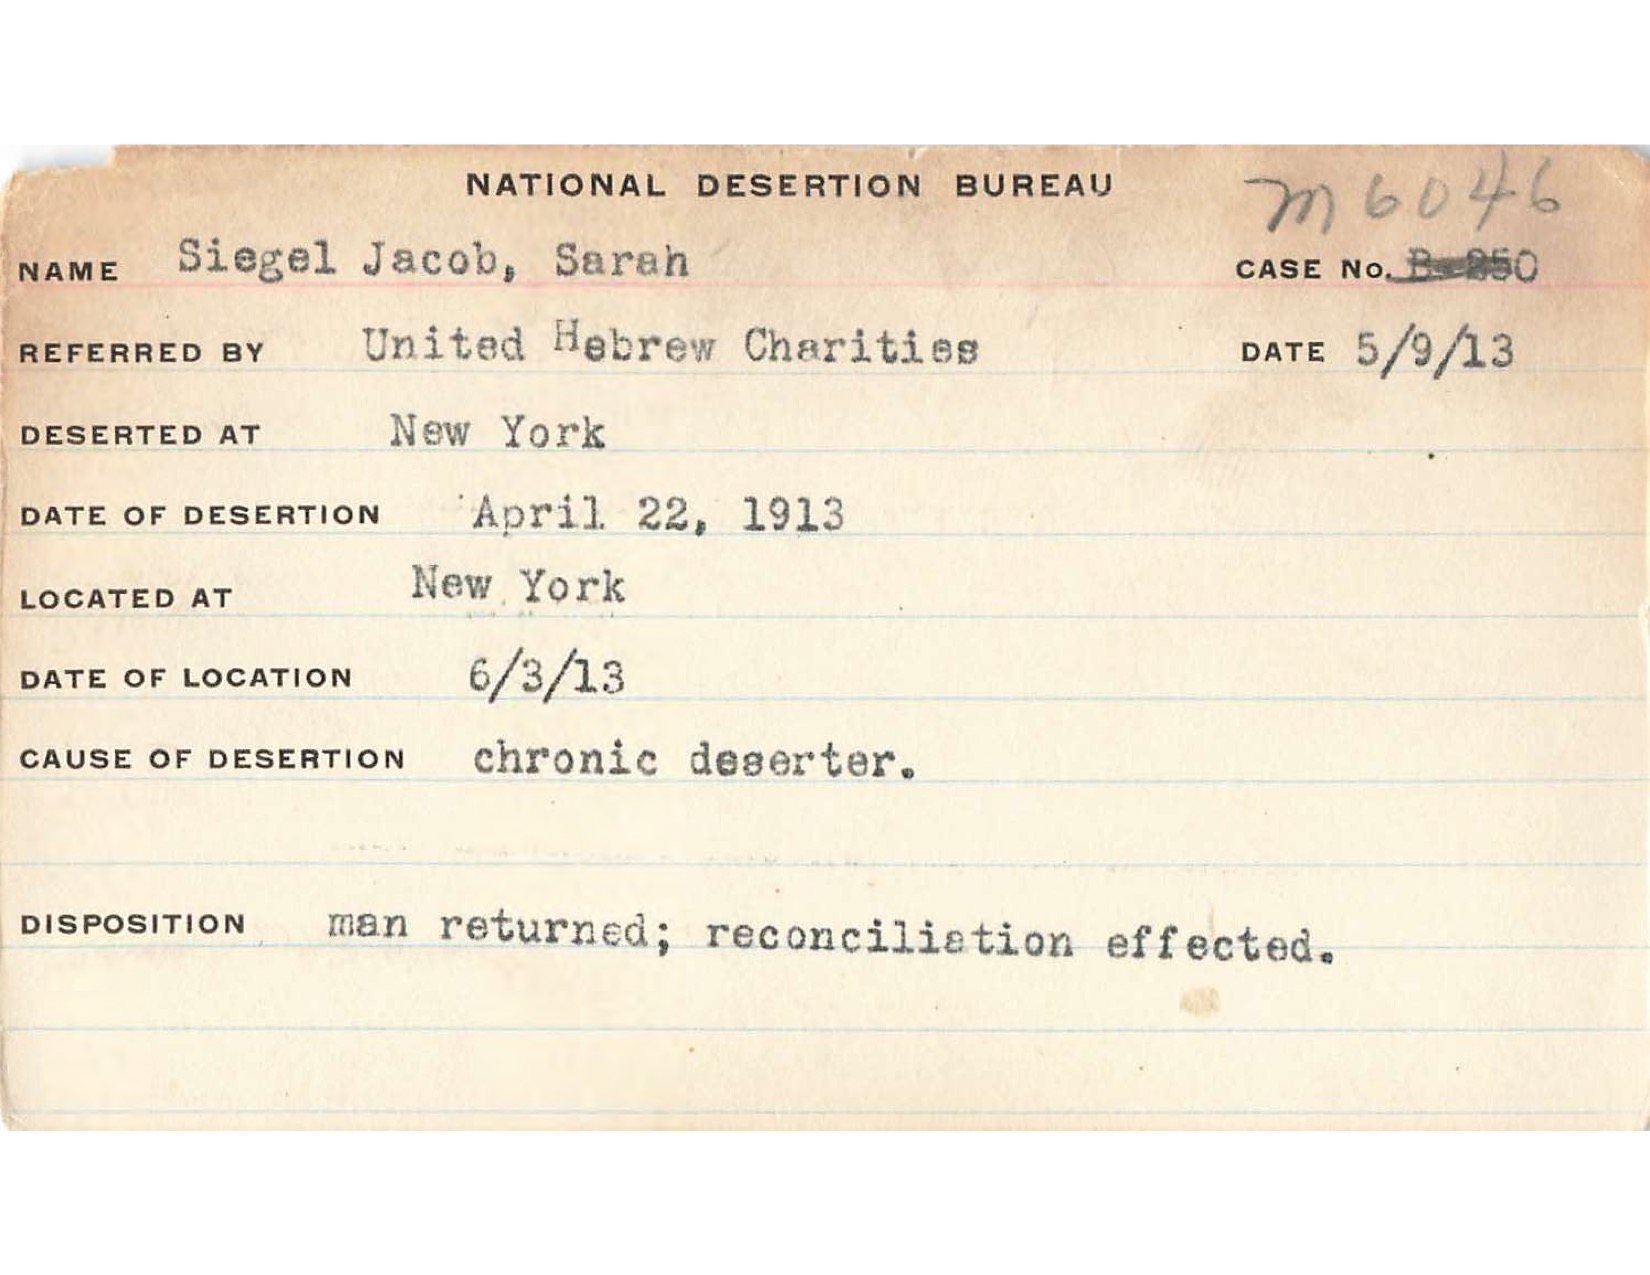 NATIONAL DESERTION BUREAU
m 6046
NAME Siegel Jacob, Sarah CASE No. B-250
REFERRED BY United Hebrew Charities DATE 5/9/13
DESERTED AT New York
DATE OF DESERTION April 22, 1913
LOCATED AT New York
DATE OF LOCATION 6/3/13
CAUSE OF DESERTION chronic deserter.
DISPOSITION man returned; reconciliation effected.